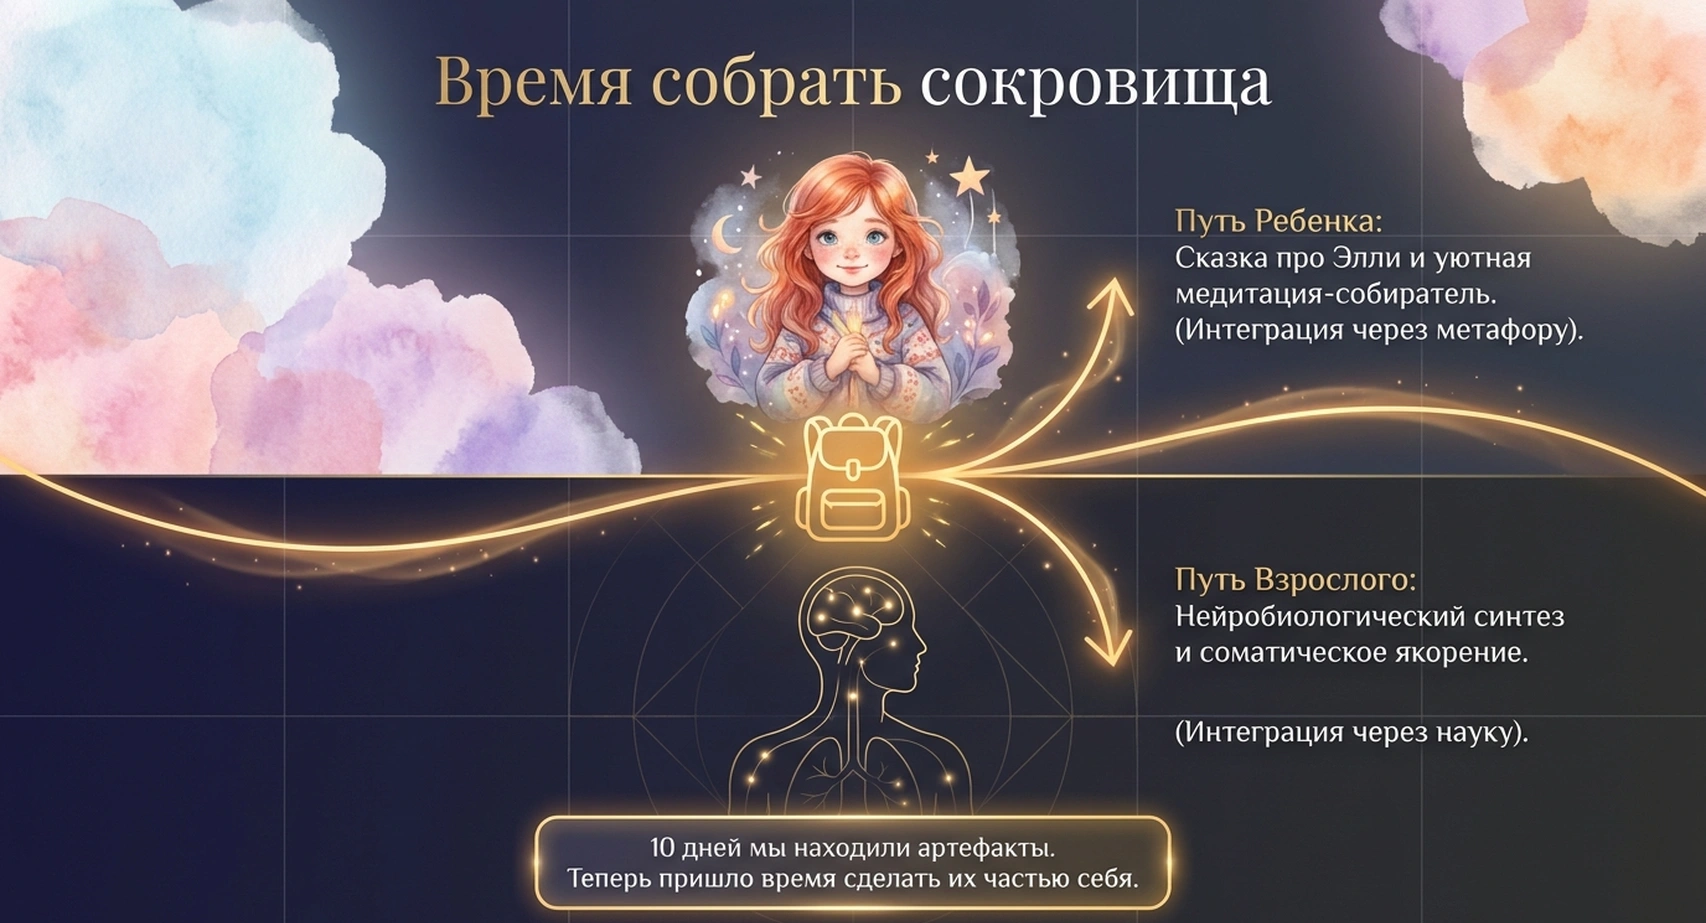 Время собрать сокровища
Путь Ребенка:
Сказка про Элли и уютная
медитация-собиратель.
(Интеграция через метафору).
Путь Взрослого:
Нейробиологический синтез
и соматическое якорение.
(Интеграция через науку).
10 дней мы находили артефакты.
Теперь пришло время сделать их частью себя.